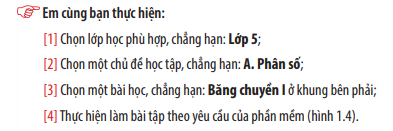 Em cùng bạn thực hiện:
[1] Chọn lớp học phù hợp, chẳng hạn: Lớp 5;
[2] Chọn một chủ đề học tập, chẳng hạn: A. Phân số;
[3] Chọn một bài học, chẳng hạn: Băng chuyền I ở khung bên phải;
[4] Thực hiện làm bài tập theo yêu cầu của phần mềm (hình 1.4).